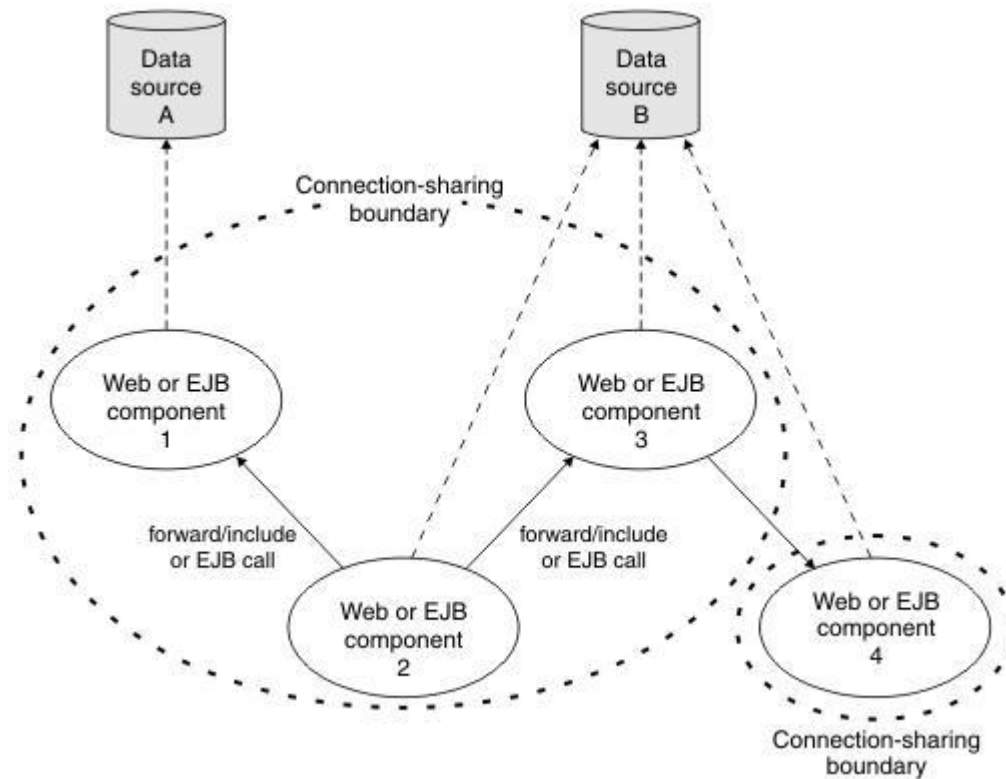 Data
source
A
Data
source
B
Connection-sharing
boundary
Web or EJB
component
1
Web or EJB
component
3
forward/include
or EJB call
forward/include
or EJB call
Web or EJB
component
2
Web or EJB
component
4
Connection-sharing
boundary